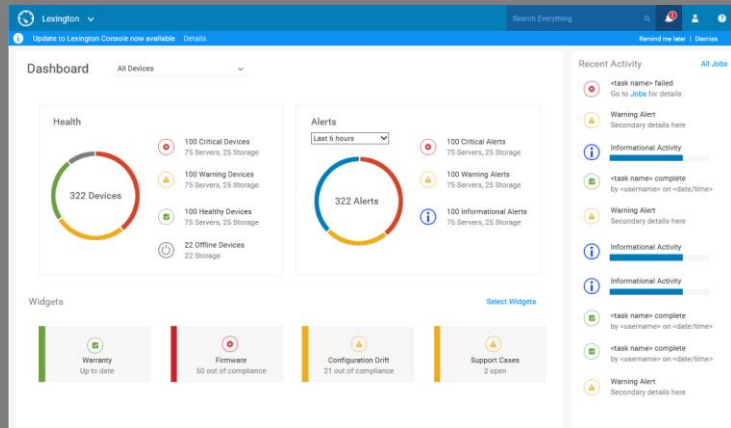 Lexington
Search Everything
Update to Lexington Console now available Details
Remind me later | Dismiss
Dashboard
All Devices
Health
322 Devices
100 Critical Devices
75 Servers, 25 Storage
100 Warning Devices
75 Servers, 25 Storage
100 Healthy Devices
75 Servers, 25 Storage
22 Offline Devices
22 Storage
Alerts
Last 6 hours
322 Alerts
100 Critical Alerts
75 Servers, 25 Storage
100 Warning Alerts
75 Servers, 25 Storage
100 Informational Alerts
75 Servers, 25 Storage
Widgets
Select Widgets
Warranty
Up to date
Firmware
50 out of compliance
Configuration Drift
21 out of compliance
Support Cases
2 open
Recent Activity
All Jobs
<task name> failed
Go to Jobs for details
Warning Alert
Secondary details here
Informational Activity
<task name> complete
by <username> on <date/time>
Warning Alert
Secondary details here
Informational Activity
Informational Activity
<task name> complete
by <username> on <date/time>
<task name> complete
by <username> on <date/time>
Warning Alert
Secondary details here